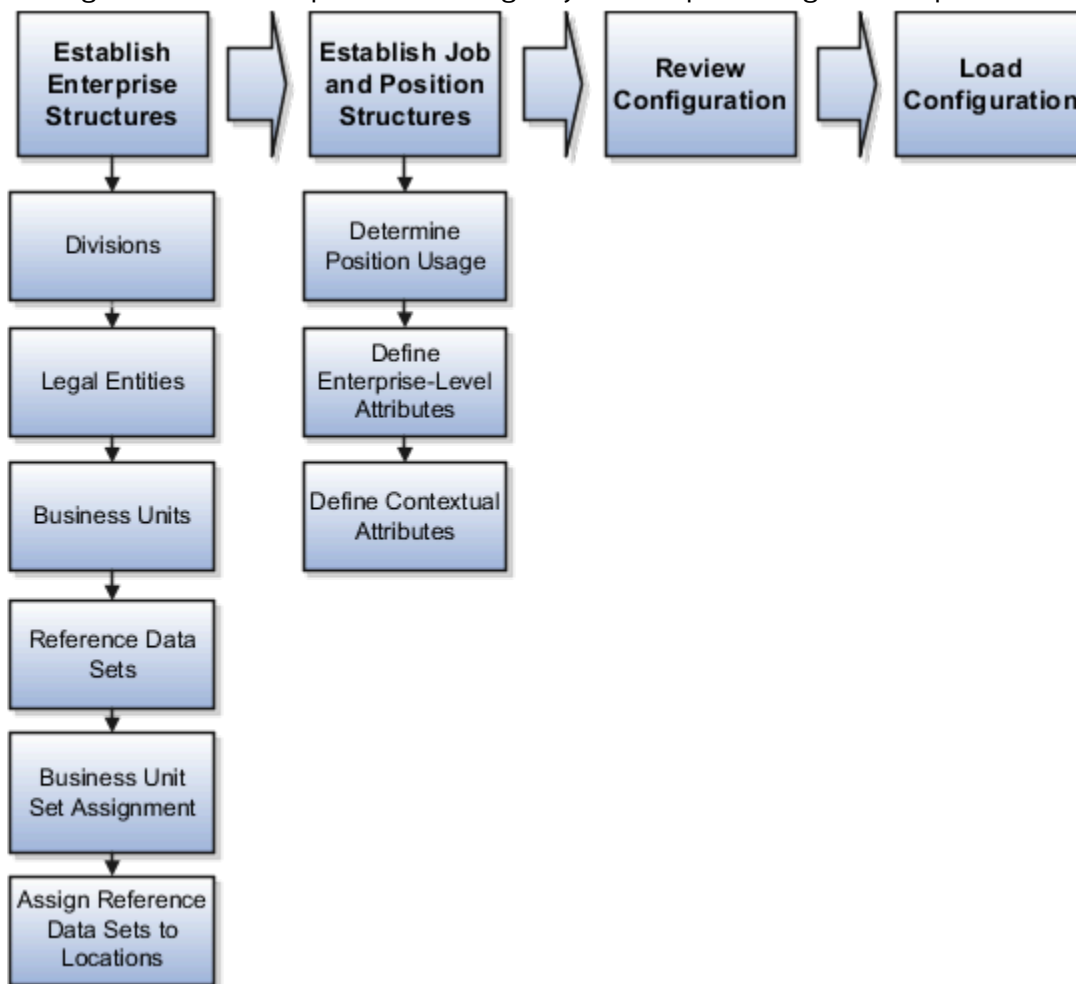 Establish
Enterprise
Structures
Establish Job
and Position
Structures
Review
Configuration
Load
Configuration
Divisions
Legal Entities
Business Units
Reference Data
Sets
Business Unit
Set Assignment
Assign Reference
Data Sets to
Locations
Determine
Position Usage
Define
Enterprise-Level
Attributes
Define Contextual
Attributes